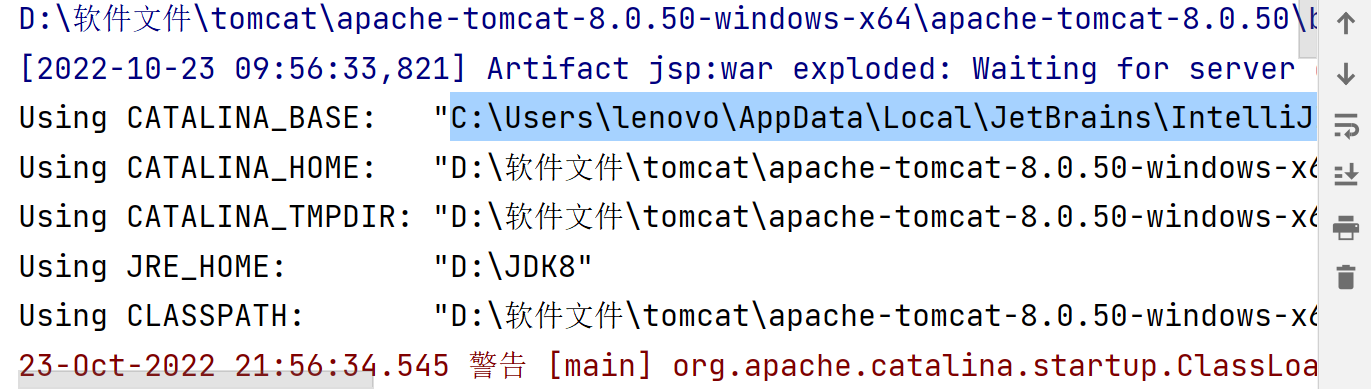 D:\软件文件\tomcat\apache-tomcat-8.0.50-windows-x64\apache-tomcat-8.0.50\b
[2022-10-23 09:56:33,821] Artifact jsp:war exploded: Waiting for server
Using CATALINA_BASE:   "C:\Users\lenovo\AppData\Local\JetBrains\IntelliJ
Using CATALINA_HOME:   "D:\软件文件\tomcat\apache-tomcat-8.0.50-windows-x6
Using CATALINA_TMPDIR: "D:\软件文件\tomcat\apache-tomcat-8.0.50-windows-x6
Using JRE_HOME:        "D:\JDK8"
Using CLASSPATH:       "D:\软件文件\tomcat\apache-tomcat-8.0.50-windows-x6
23-Oct-2022 21:56:34.545 警告 [main] org.apache.catalina.startup.ClassLoa